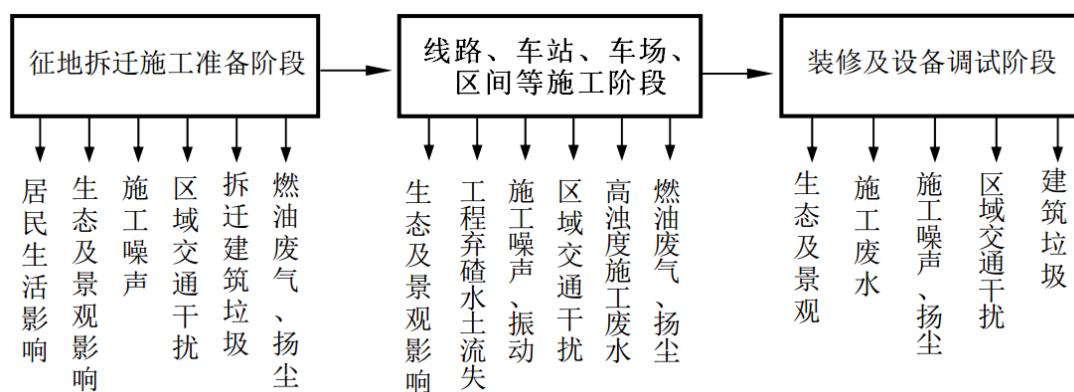 征地拆迁施工准备阶段
线路、车站、车场、
区间等施工阶段
装修及设备调试阶段
居民生活影响
生态及景观影响
施工噪声
区域交通干扰
拆迁建筑垃圾
燃油废气、扬尘
生态及景观影响
工程弃碴水土流失
施工噪声、振动
区域交通干扰
高浊度施工废水
燃油废气、扬尘
生态及景观
施工废水
施工噪声、扬尘
区域交通干扰
建筑垃圾